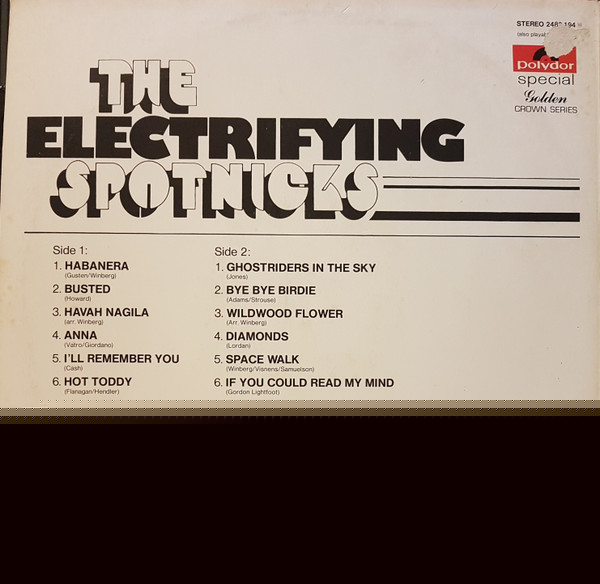 STEREO 248
194
(also playa
polydor
special
Golden
CROWN SERIES
THE
ELECTRIFYING
SPOTNICKS
Side 1:
1. HABANERA
(Gusten/Winberg)
2. BUSTED
(Howard)
3. HAVAH NAGILA
(arr. Winberg)
4. ANNA
(Vatro/Giordano)
5. I'LL REMEMBER YOU
(Cash)
6. HOT TODDY
(Flanagan/Hendler)
Side 2:
1. GHOSTRIDERS IN THE SKY
(Jones)
2. BYE BYE BIRDIE
(Adams/Strouse)
3. WILDWOOD FLOWER
(Arr. Winberg)
4. DIAMONDS
(Lordan)
5. SPACE WALK
(Winberg/Visnens/Samuelson)
6. IF YOU COULD READ MY MIND
(Gordon Lightfoot)